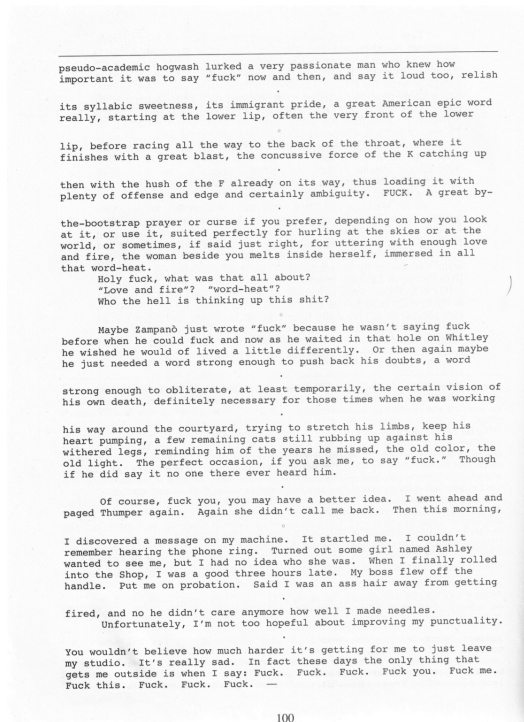 pseudo-academic hogwash lurked a very passionate man who knew how
important it was to say "fuck" now and then, and say it loud too, relish
its syllabic sweetness, its immigrant pride, a great American epic word
really, starting at the lower lip, often the very front of the lower
lip, before racing all the way to the back of the throat, where it
finishes with a great blast, the concussive force of the K catching up
then with the hush of the F already on its way, thus loading it with
plenty of offense and edge and certainly ambiguity. FUCK. A great by-
the-bootstrap prayer or curse if you prefer, depending on how you look
at it, or use it, suited perfectly for hurling at the skies or at the
world, or sometimes, if said just right, for uttering with enough love
and fire, the woman beside you melts inside herself, immersed in all
that word-heat.
Holy fuck, what was that all about?
"Love and fire"? "word-heat"?
Who the hell is thinking up this shit?
Maybe Zampanò just wrote "fuck" because he wasn't saying fuck
before when he could fuck and now as he waited in that hole on Whitley
he wished he would of lived a little differently. Or then again maybe
he just needed a word strong enough to push back his doubts, a word
strong enough to obliterate, at least temporarily, the certain vision of
his own death, definitely necessary for those times when he was working
his way around the courtyard, trying to stretch his limbs, keep his
heart pumping, a few remaining cats still rubbing up against his
withered legs, reminding him of the years he missed, the old color, the
old light. The perfect occasion, if you ask me, to say "fuck." Though
if he did say it no one there ever heard him.
Of course, fuck you, you may have a better idea. I went ahead and
paged Thumper again. Again she didn't call me back. Then this morning,
I discovered a message on my machine. It startled me. I couldn't
remember hearing the phone ring. Turned out some girl named Ashley
wanted to see me, but I had no idea who she was. When I finally rolled
into the Shop, I was a good three hours late. My boss flew off the
handle. Put me on probation. Said I was an ass hair away from getting
fired, and no he didn't care anymore how well I made needles.
Unfortunately, I'm not too hopeful about improving my punctuality.
You wouldn't believe how much harder it's getting for me to just leave
my studio. It's really sad. In fact these days the only thing that
gets me outside is when I say: Fuck. Fuck. Fuck. Fuck you. Fuck me.
Fuck this. Fuck. Fuck. Fuck. —
100